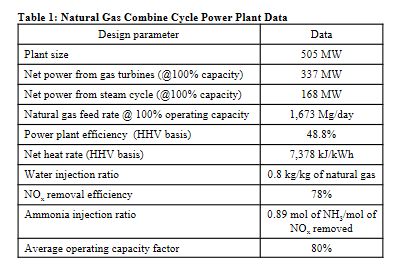 Table 1: Natural Gas Combine Cycle Power Plant Data
Design parameter Data
Plant size 505 MW
Net power from gas turbines (@100% capacity) 337 MW
Net power from steam cycle (@100% capacity) 168 MW
Natural gas feed rate @ 100% operating capacity 1,673 Mg/day
Power plant efficiency (HHV basis) 48.8%
Net heat rate (HHV basis) 7,378 kJ/kWh
Water injection ratio 0.8 kg/kg of natural gas
NOx removal efficiency 78%
Ammonia injection ratio 0.89 mol of NH3/mol of
NOx removed
Average operating capacity factor 80%